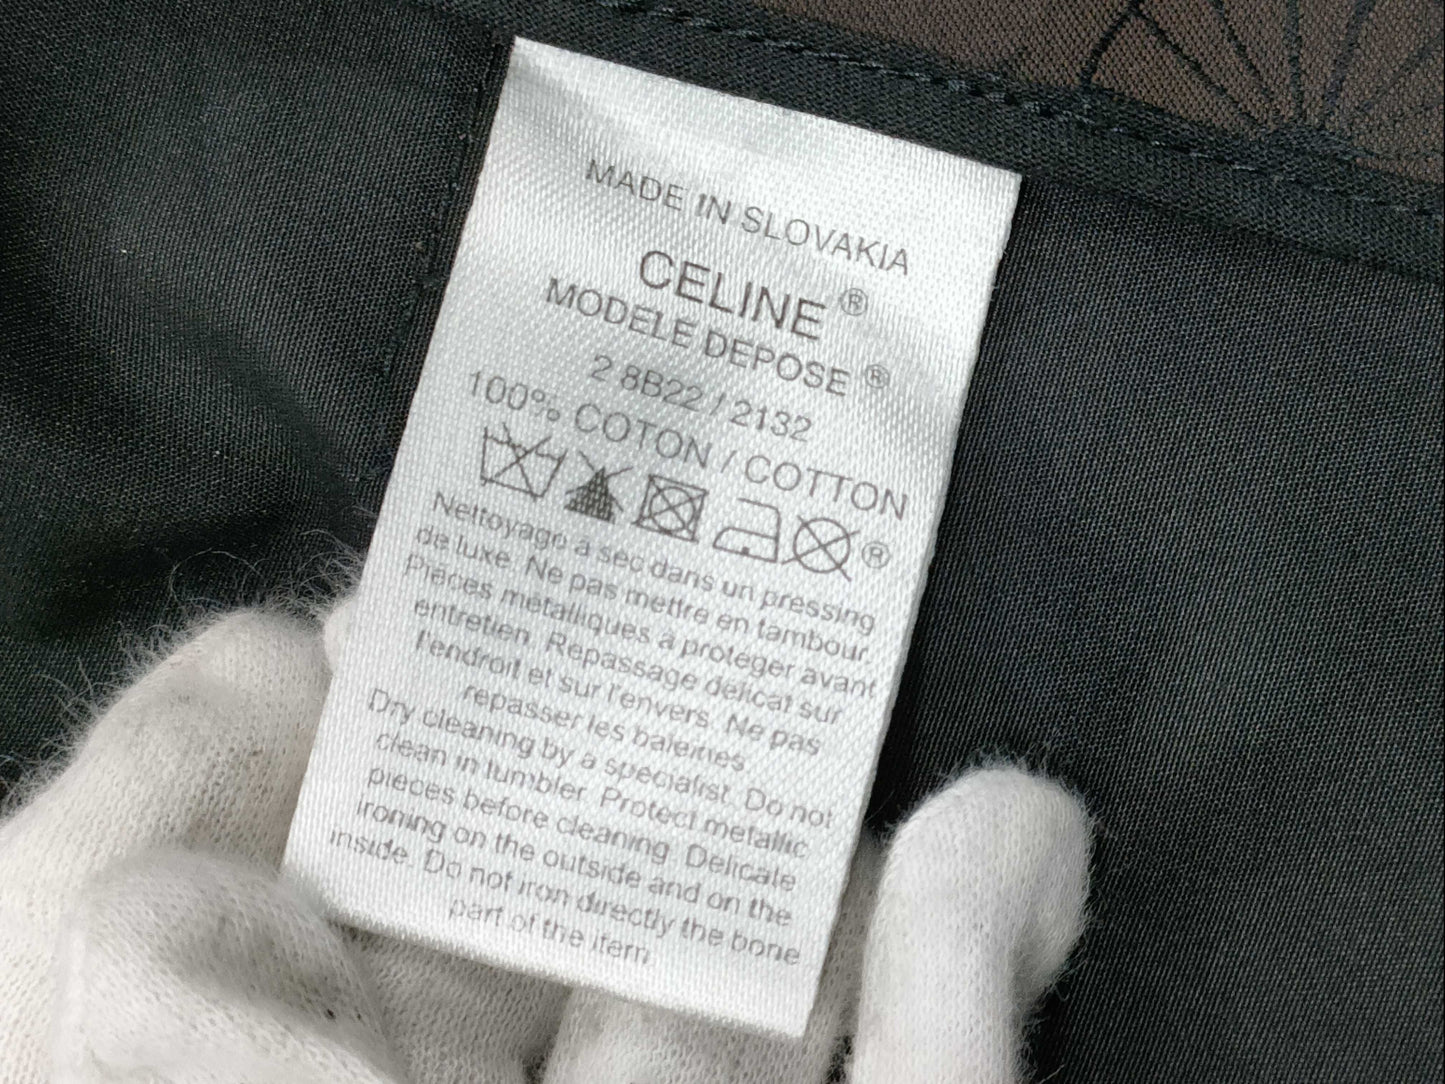 MADE IN SLOVAKIA
CELINE ®
MODELE DEPOSE ®
2 8B22 / 2132
100% COTON / COTTON
®
Nettoyage à sec dans un pressing
de luxe. Ne pas mettre en tambour.
Pièces métalliques à protéger avant
entretien. Repassage délicat sur
l'endroit et sur l'envers. Ne pas
repasser les baleines
Dry cleaning by a specialist. Do not
clean in tumbler. Protect metallic
pieces before cleaning. Delicate
ironing on the outside and on the
inside. Do not iron directly the bone
part of the item.